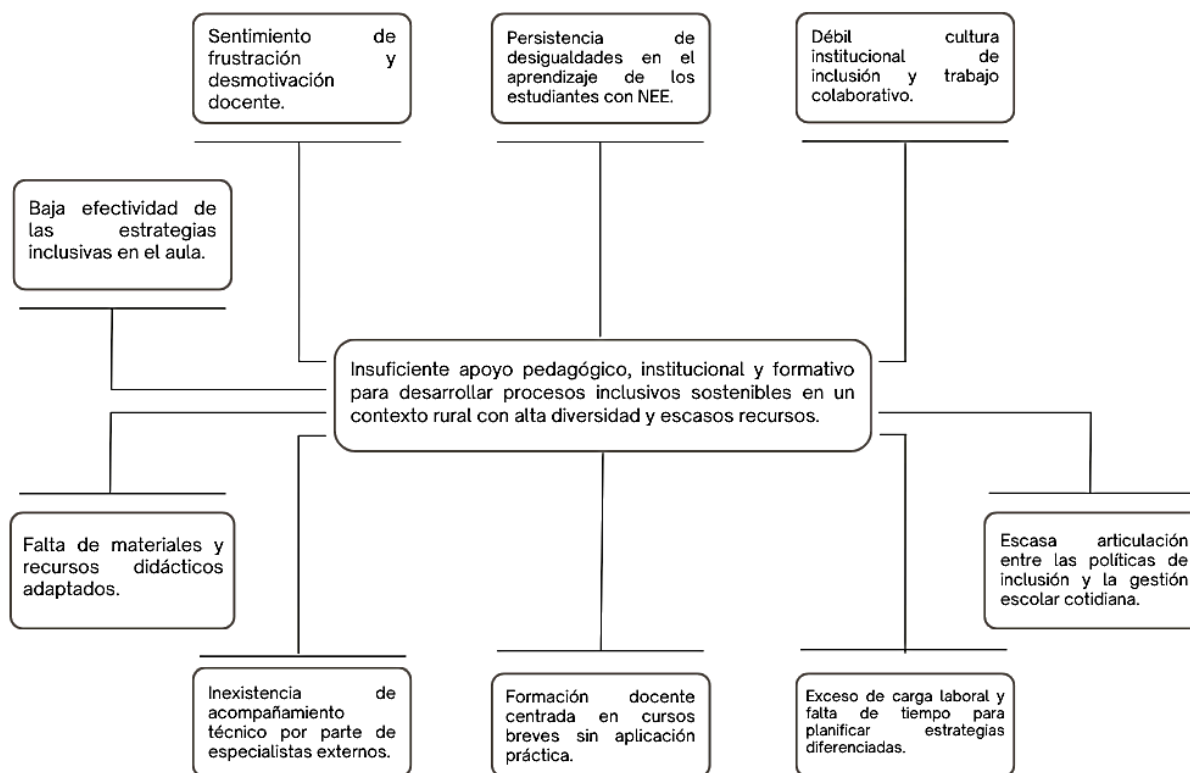 Sentimiento de
frustración y
desmotivación
docente.
Persistencia de
desigualdades en el
aprendizaje de los
estudiantes con NEE.
Débil cultura
institucional de
inclusión y trabajo
colaborativo.
Baja efectividad de
las estrategias
inclusivas en el aula.
Insuficiente apoyo pedagógico, institucional y formativo
para desarrollar procesos inclusivos sostenibles en un
contexto rural con alta diversidad y escasos recursos.
Falta de materiales y
recursos didácticos
adaptados.
Escasa articulación
entre las políticas de
inclusión y la gestión
escolar cotidiana.
Inexistencia de
acompañamiento
técnico por parte de
especialistas externos.
Formación docente
centrada en cursos
breves sin aplicación
práctica.
Exceso de carga laboral y
falta de tiempo para
planificar estrategias
diferenciadas.